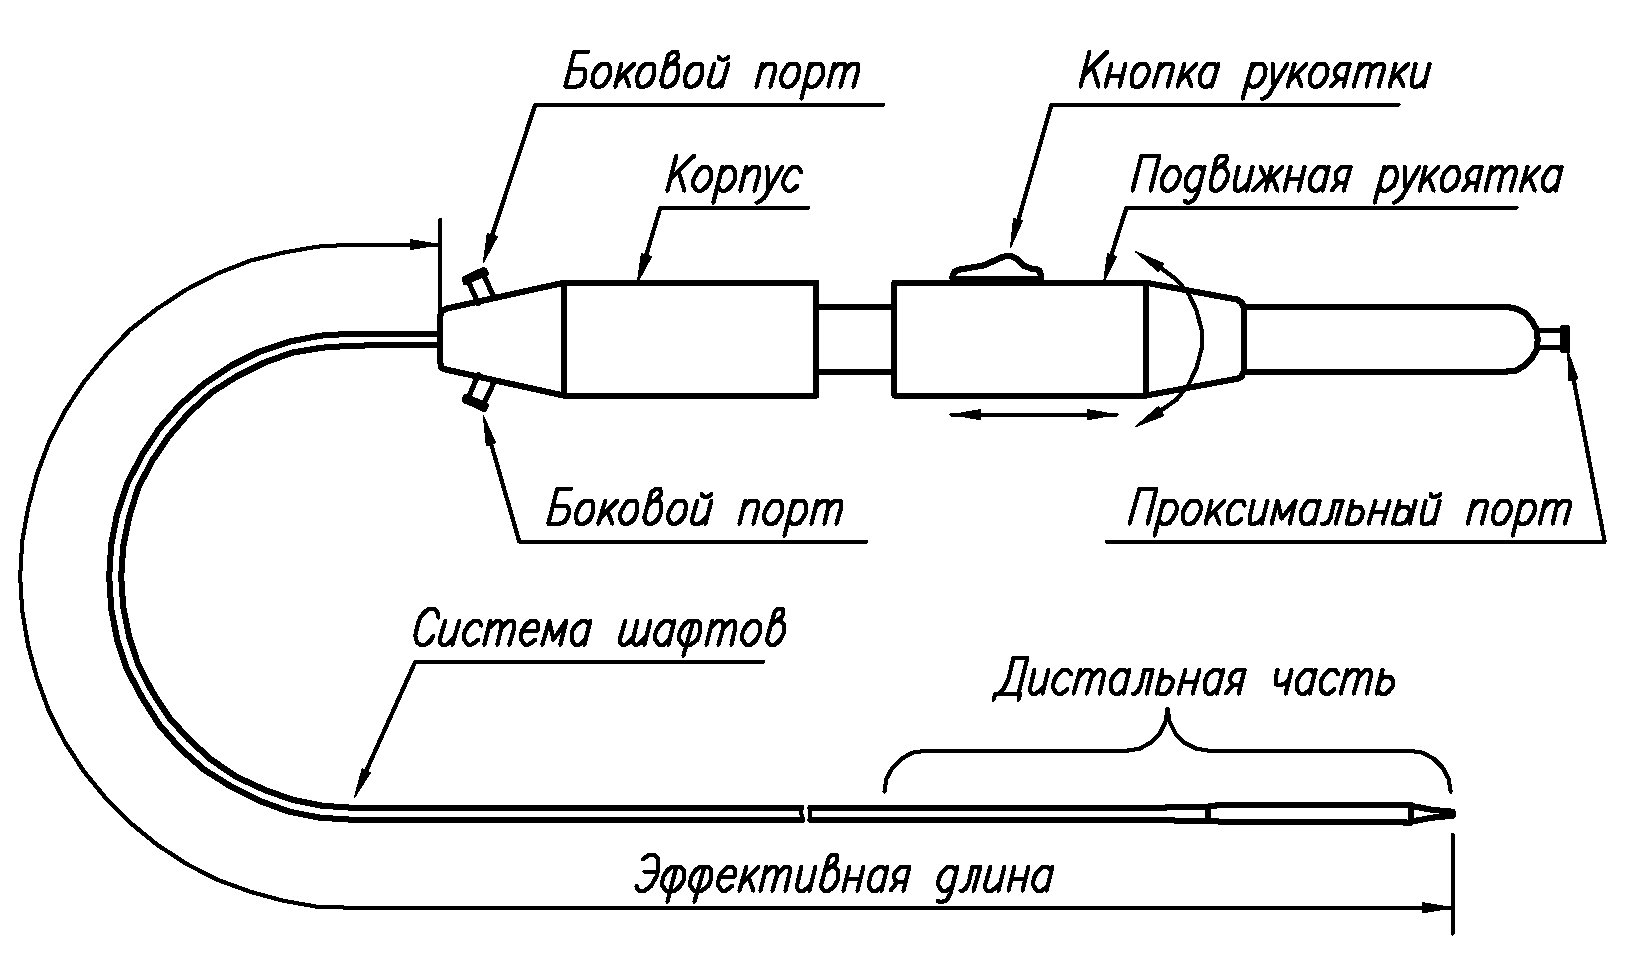 Боковой порт
Кнопка рукоятки
Корпус
Подвижная рукоятка
Боковой порт
Проксимальный порт
Система шафтов
Дистальная часть
Эффективная длина